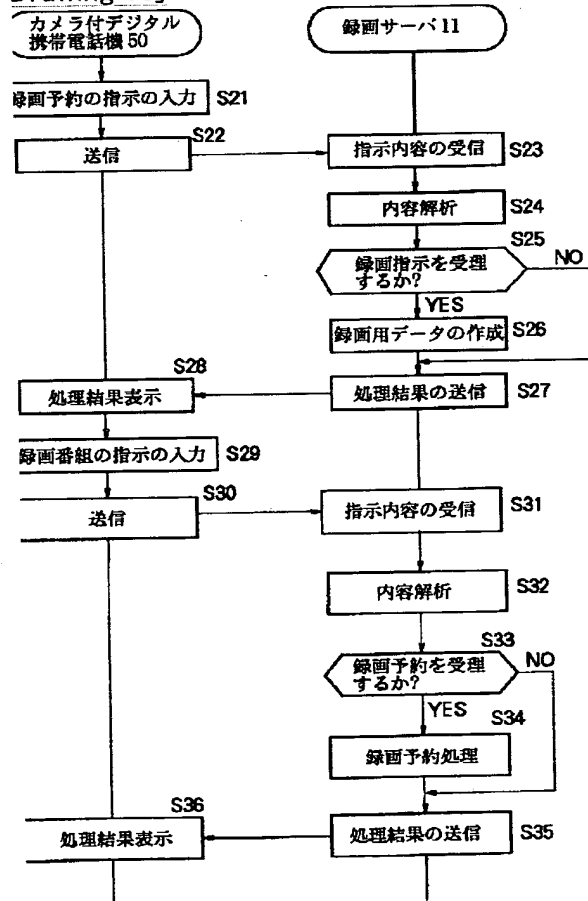 カメラ付デジタル
携帯電話機 50
録画サーバ 11
録画予約の指示の入力
S21
送信
S22
指示内容の受信
S23
内容解析
S24
録画指示を受理
するか?
S25
NO
YES
録画用データの作成
S26
処理結果の送信
S27
処理結果表示
S28
録画番組の指示の入力
S29
送信
S30
指示内容の受信
S31
内容解析
S32
録画予約を受理
するか?
S33
NO
YES
録画予約処理
S34
処理結果の送信
S35
処理結果表示
S36